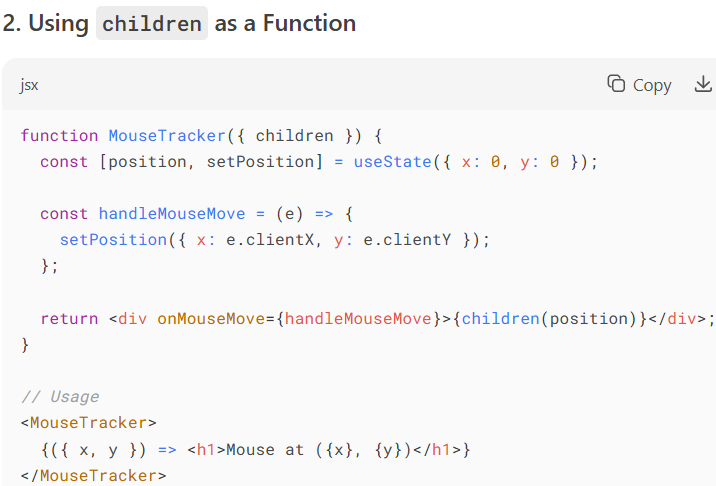 2. Using children as a Function
jsx
Copy
function MouseTracker({ children }) {
  const [position, setPosition] = useState({ x: 0, y: 0 });

  const handleMouseMove = (e) => {
    setPosition({ x: e.clientX, y: e.clientY });
  };

  return <div onMouseMove={handleMouseMove}>{children(position)}</div>;
}

// Usage
<MouseTracker>
  {({ x, y }) => <h1>Mouse at ({x}, {y})</h1>}
</MouseTracker>